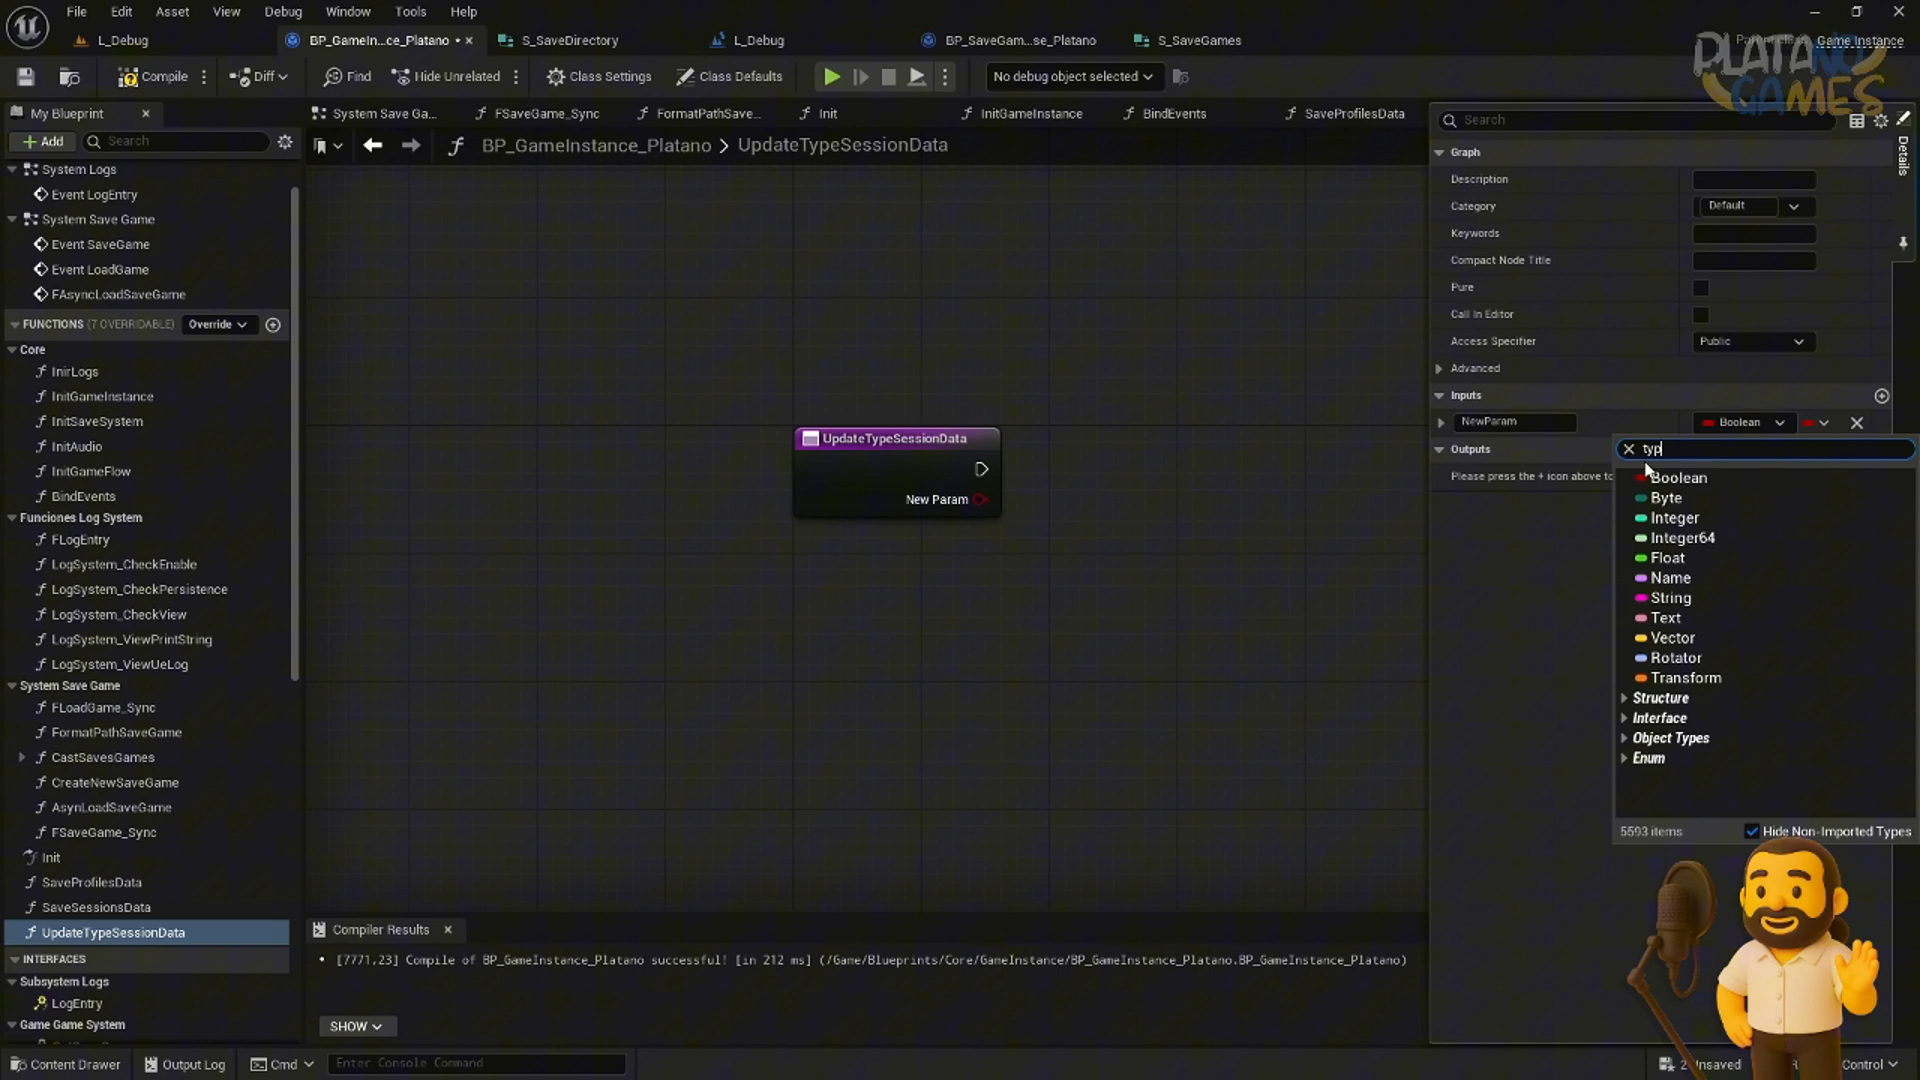 File Edit Asset View Debug Window Tools Help
L_Debug
BP_GameIn...ce_Platano •
S_SaveDirectory
L_Debug
BP_SaveGam...se_Platano
S_SaveGames
Game Instance
PLATANO
GAMES
Compile
Diff
Find
Hide Unrelated
Class Settings
Class Defaults
No debug object selected
My Blueprint
System Save Ga...
FSaveGame_Sync
FormatPathSave...
Init
InitGameInstance
BindEvents
SaveProfilesData
Search
Add
Search
BP_GameInstance_Platano > UpdateTypeSessionData
Details
System Logs
Event LogEntry
System Save Game
Event SaveGame
Event LoadGame
FAsyncLoadSaveGame
FUNCTIONS (7 OVERRIDABLE) Override
Core
InirLogs
InitGameInstance
InitSaveSystem
InitAudio
InitGameFlow
BindEvents
Funciones Log System
FLogEntry
LogSystem_CheckEnable
LogSystem_CheckPersistence
LogSystem_CheckView
LogSystem_ViewPrintString
LogSystem_ViewUeLog
System Save Game
FLoadGame_Sync
FormatPathSaveGame
CastSavesGames
CreateNewSaveGame
AsynLoadSaveGame
FSaveGame_Sync
Init
SaveProfilesData
SaveSessionsData
UpdateTypeSessionData
INTERFACES
Subsystem Logs
LogEntry
Game Game System
UpdateTypeSessionData
New Param
Graph
Description
Category Default
Keywords
Compact Node Title
Pure
Call In Editor
Access Specifier Public
Advanced
Inputs
NewParam Boolean
Outputs
Please press the + icon above to
typ
Boolean
Byte
Integer
Integer64
Float
Name
String
Text
Vector
Rotator
Transform
Structure
Interface
Object Types
Enum
5593 items Hide Non-Imported Types
Compiler Results
• [7771,23] Compile of BP_GameInstance_Platano successful! [in 212 ms] (/Game/Blueprints/Core/GameInstance/BP_GameInstance_Platano.BP_GameInstance_Platano)
SHOW
Content Drawer
Output Log
Cmd
Enter Console Command
2 Unsaved
Control